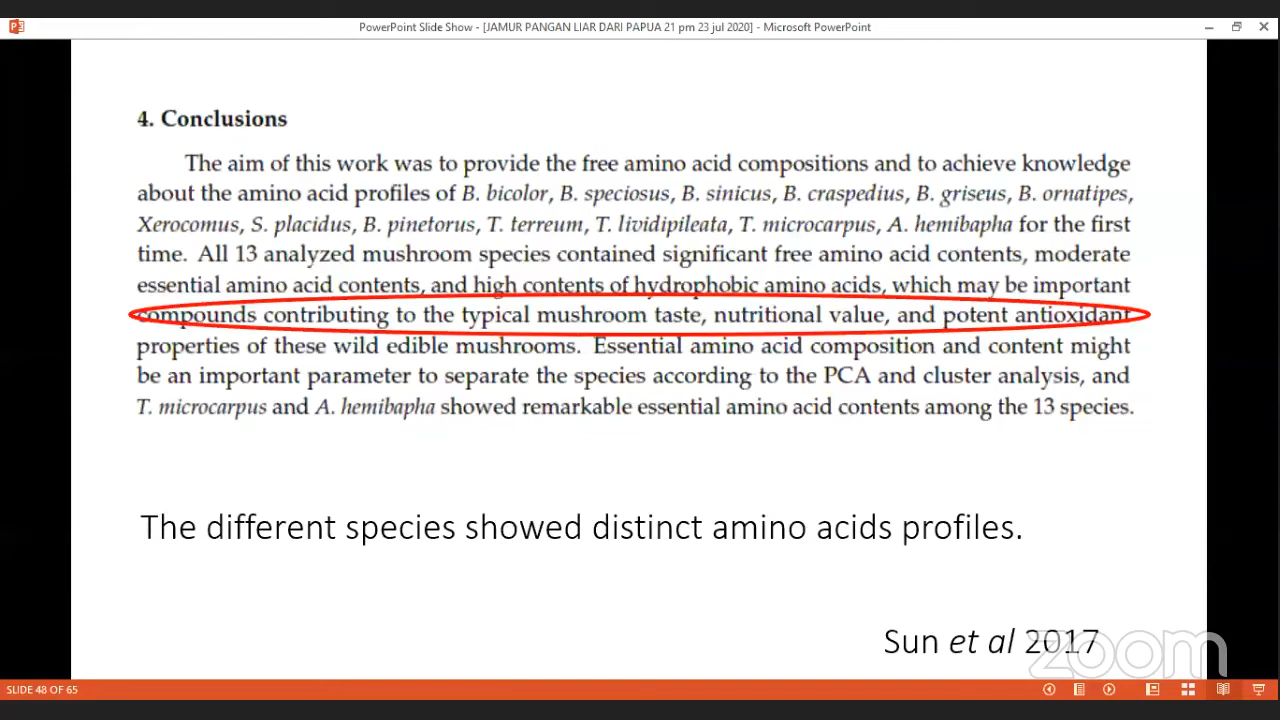 PowerPoint Slide Show - [JAMUR PANGAN LIAR DARI PAPUA 21 pm 23 jul 2020] - Microsoft PowerPoint
4. Conclusions
The aim of this work was to provide the free amino acid compositions and to achieve knowledge
about the amino acid profiles of B. bicolor, B. speciosus, B. sinicus, B. craspedius, B. griseus, B. ornatipes,
Xerocomus, S. placidus, B. pinetorus, T. terreum, T. lividipileata, T. microcarpus, A. hemibapha for the first
time. All 13 analyzed mushroom species contained significant free amino acid contents, moderate
essential amino acid contents, and high contents of hydrophobic amino acids, which may be important
compounds contributing to the typical mushroom taste, nutritional value, and potent antioxidant
properties of these wild edible mushrooms. Essential amino acid composition and content might
be an important parameter to separate the species according to the PCA and cluster analysis, and
T. microcarpus and A. hemibapha showed remarkable essential amino acid contents among the 13 species.
The different species showed distinct amino acids profiles.
Sun et al 2017
zoom
SLIDE 48 OF 65